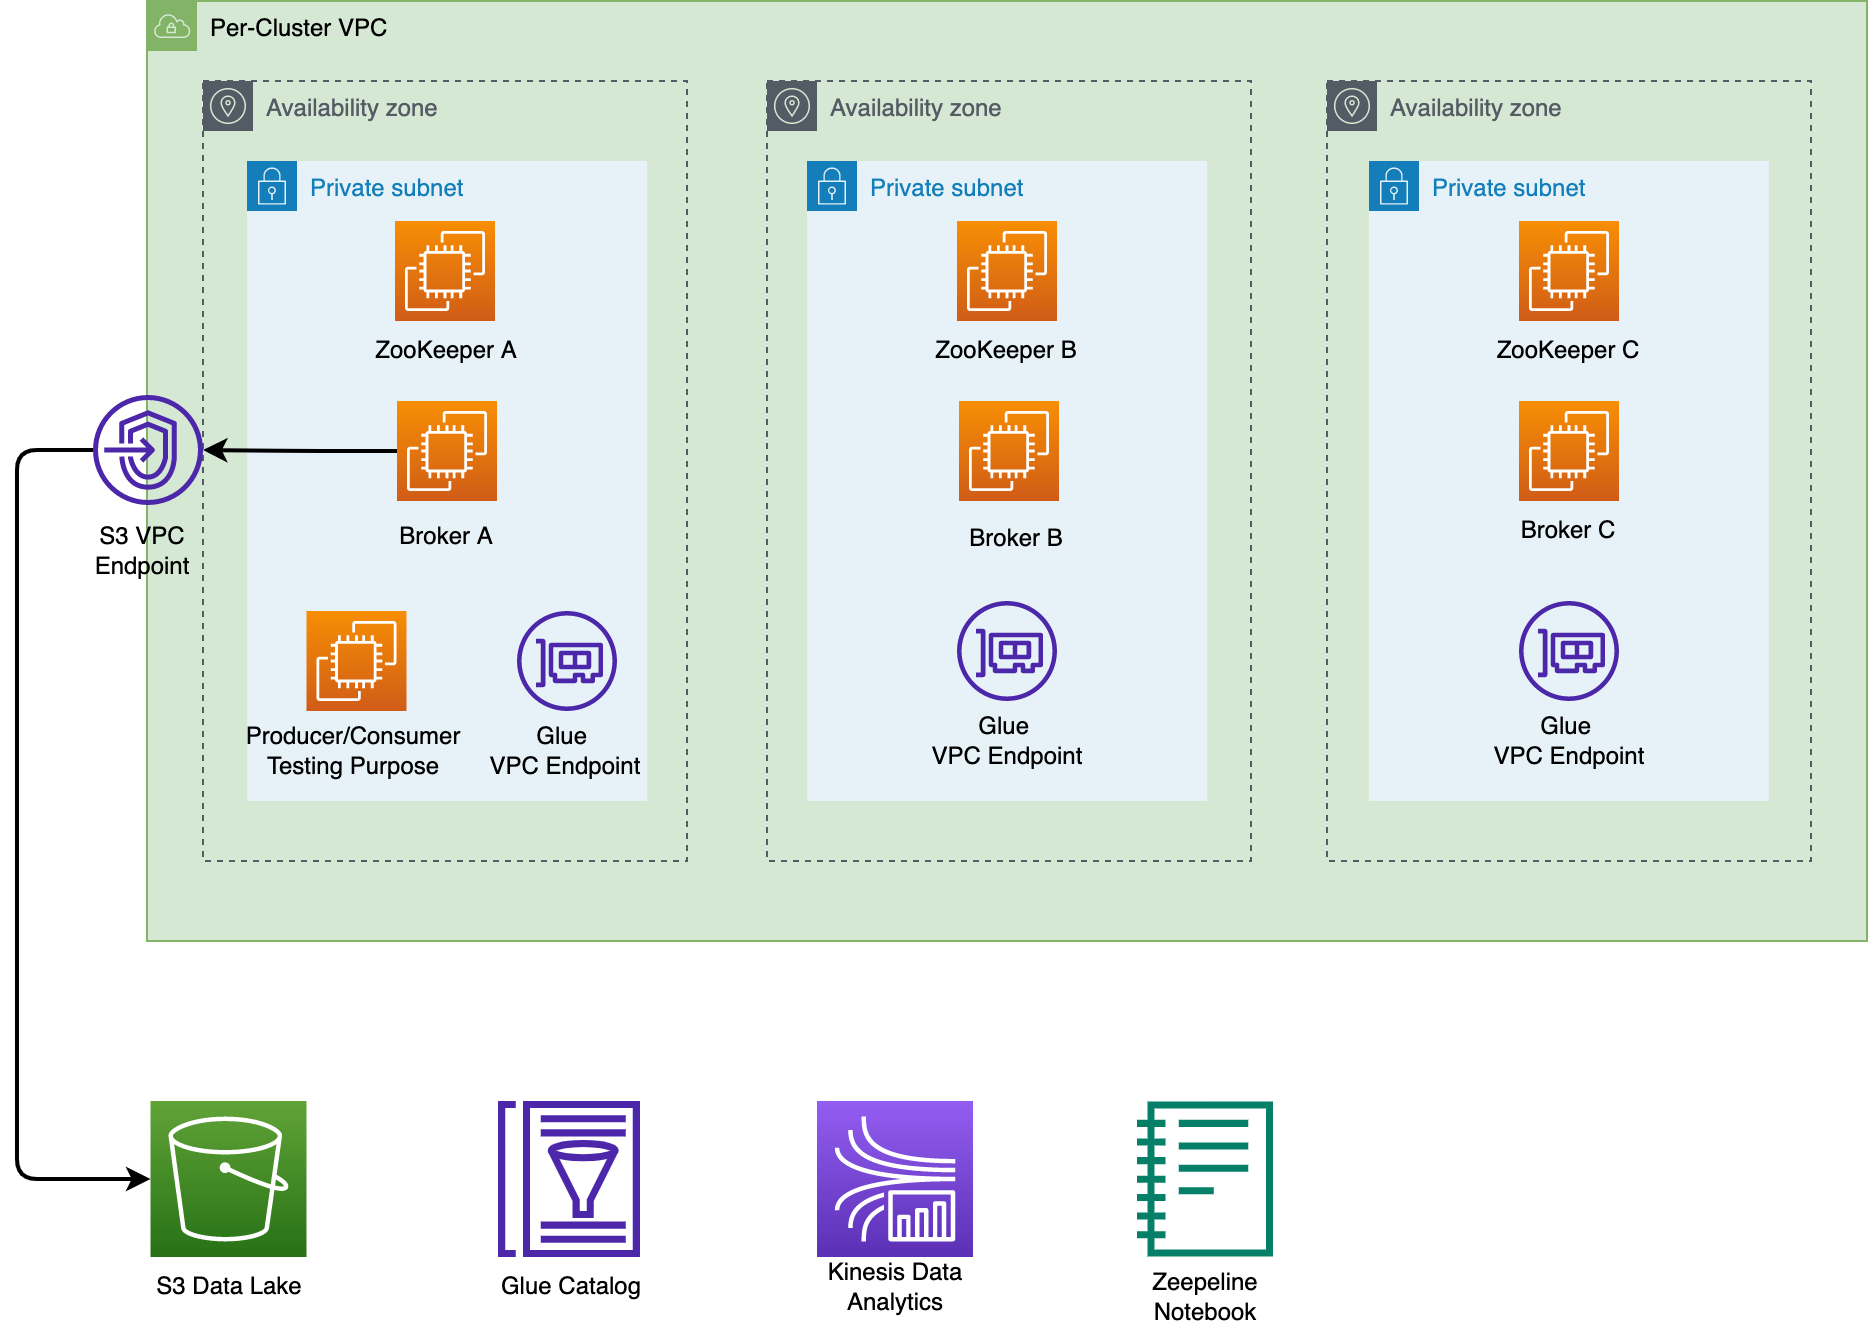 Per-Cluster VPC
Availability zone
Availability zone
Availability zone
Private subnet
Private subnet
Private subnet
ZooKeeper A
ZooKeeper B
ZooKeeper C
S3 VPC
Endpoint
Broker A
Broker B
Broker C
Producer/Consumer
Testing Purpose
Glue
VPC Endpoint
Glue
VPC Endpoint
Glue
VPC Endpoint
S3 Data Lake
Glue Catalog
Kinesis Data
Analytics
Zeepeline
Notebook